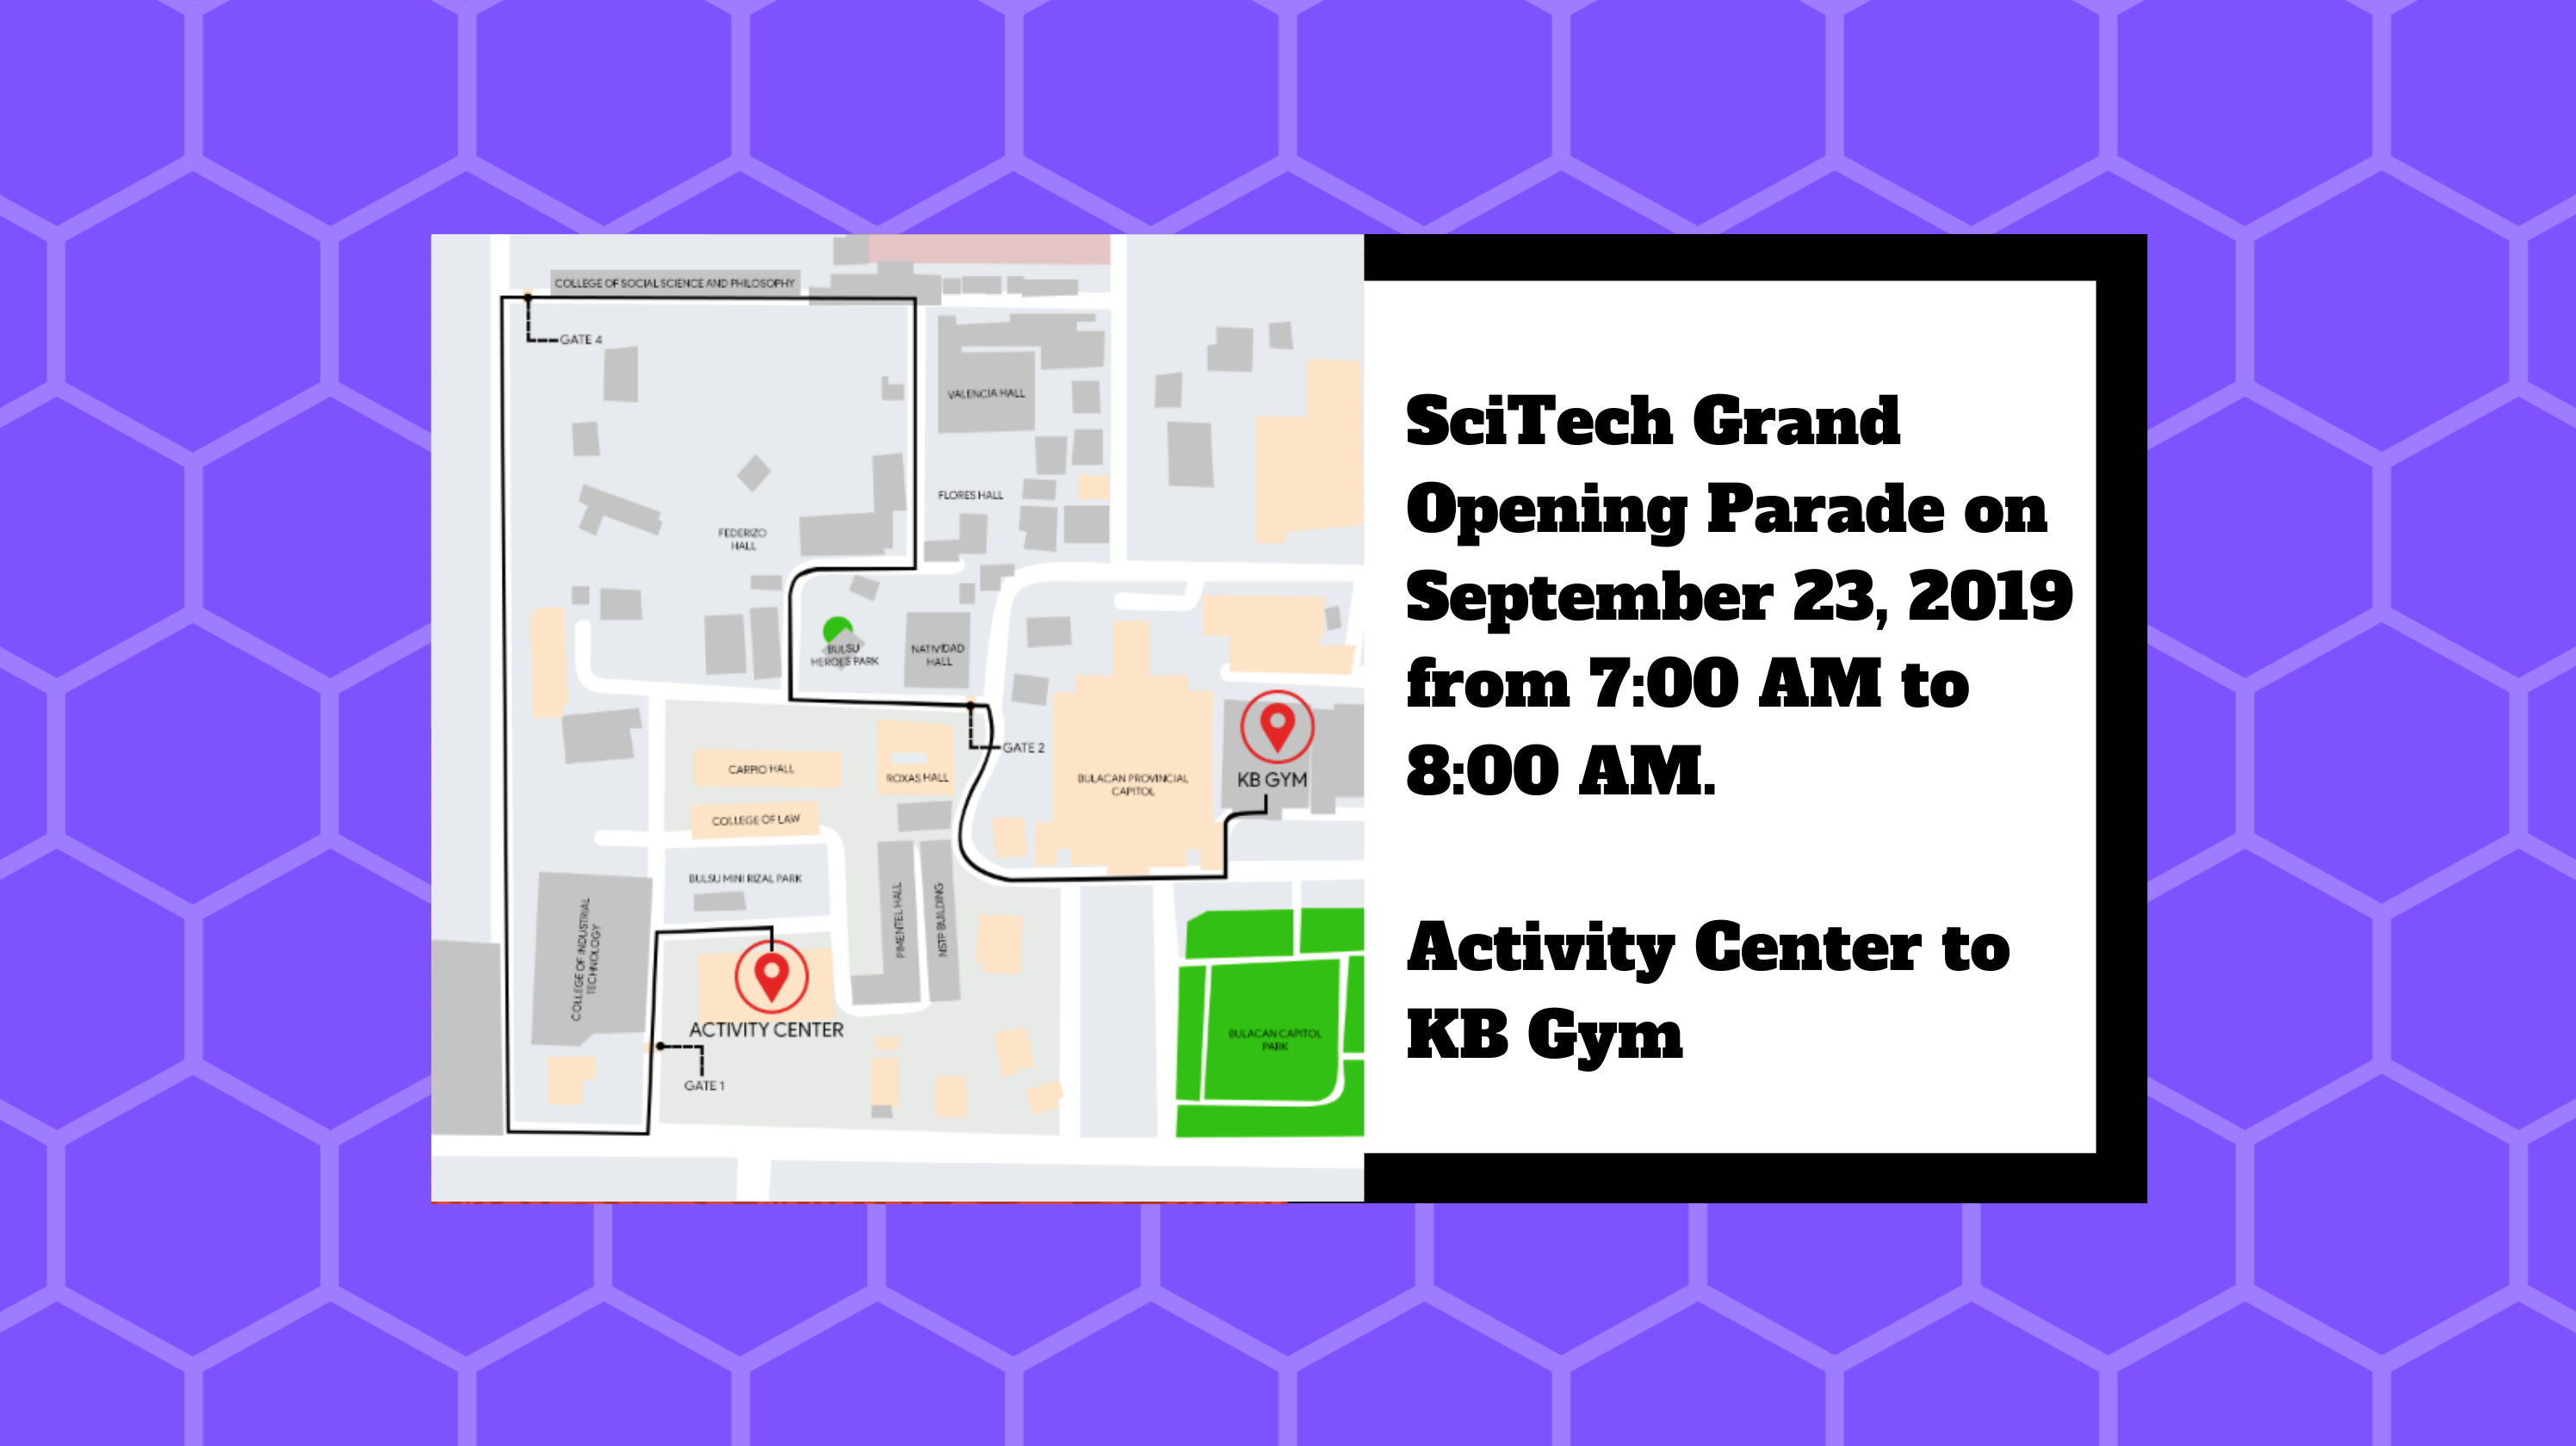 COLLEGE OF SOCIAL SCIENCE AND PHILOSOPHY
GATE 4
VALENCIA HALL
FLORES HALL
FEDERIZO
HALL
BULSU
HEROES PARK
NATIVIDAD
HALL
GATE 2
CARPIO HALL
ROXAS HALL
BULACAN PROVINCIAL
CAPITOL
KB GYM
COLLEGE OF LAW
BULSU MINI RIZAL PARK
COLLEGE OF INDUSTRIAL
TECHNOLOGY
PIMENTEL HALL
NSTP BUILDING
ACTIVITY CENTER
GATE 1
BULACAN CAPITOL
PARK
SciTech Grand
Opening Parade on
September 23, 2019
from 7:00 AM to
8:00 AM.
Activity Center to
KB Gym